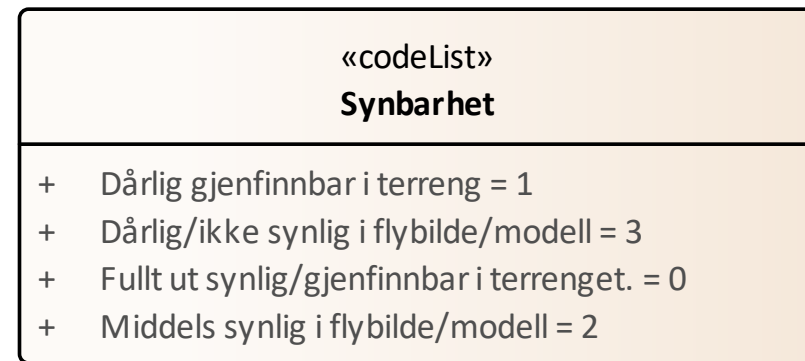 «codeList»
Synbarhet
+ Dårlig gjenfinnbar i terreng = 1
+ Dårlig/ikke synlig i flybilde/modell = 3
+ Fullt ut synlig/gjenfinnbar i terrenget. = 0
+ Middels synlig i flybilde/modell = 2